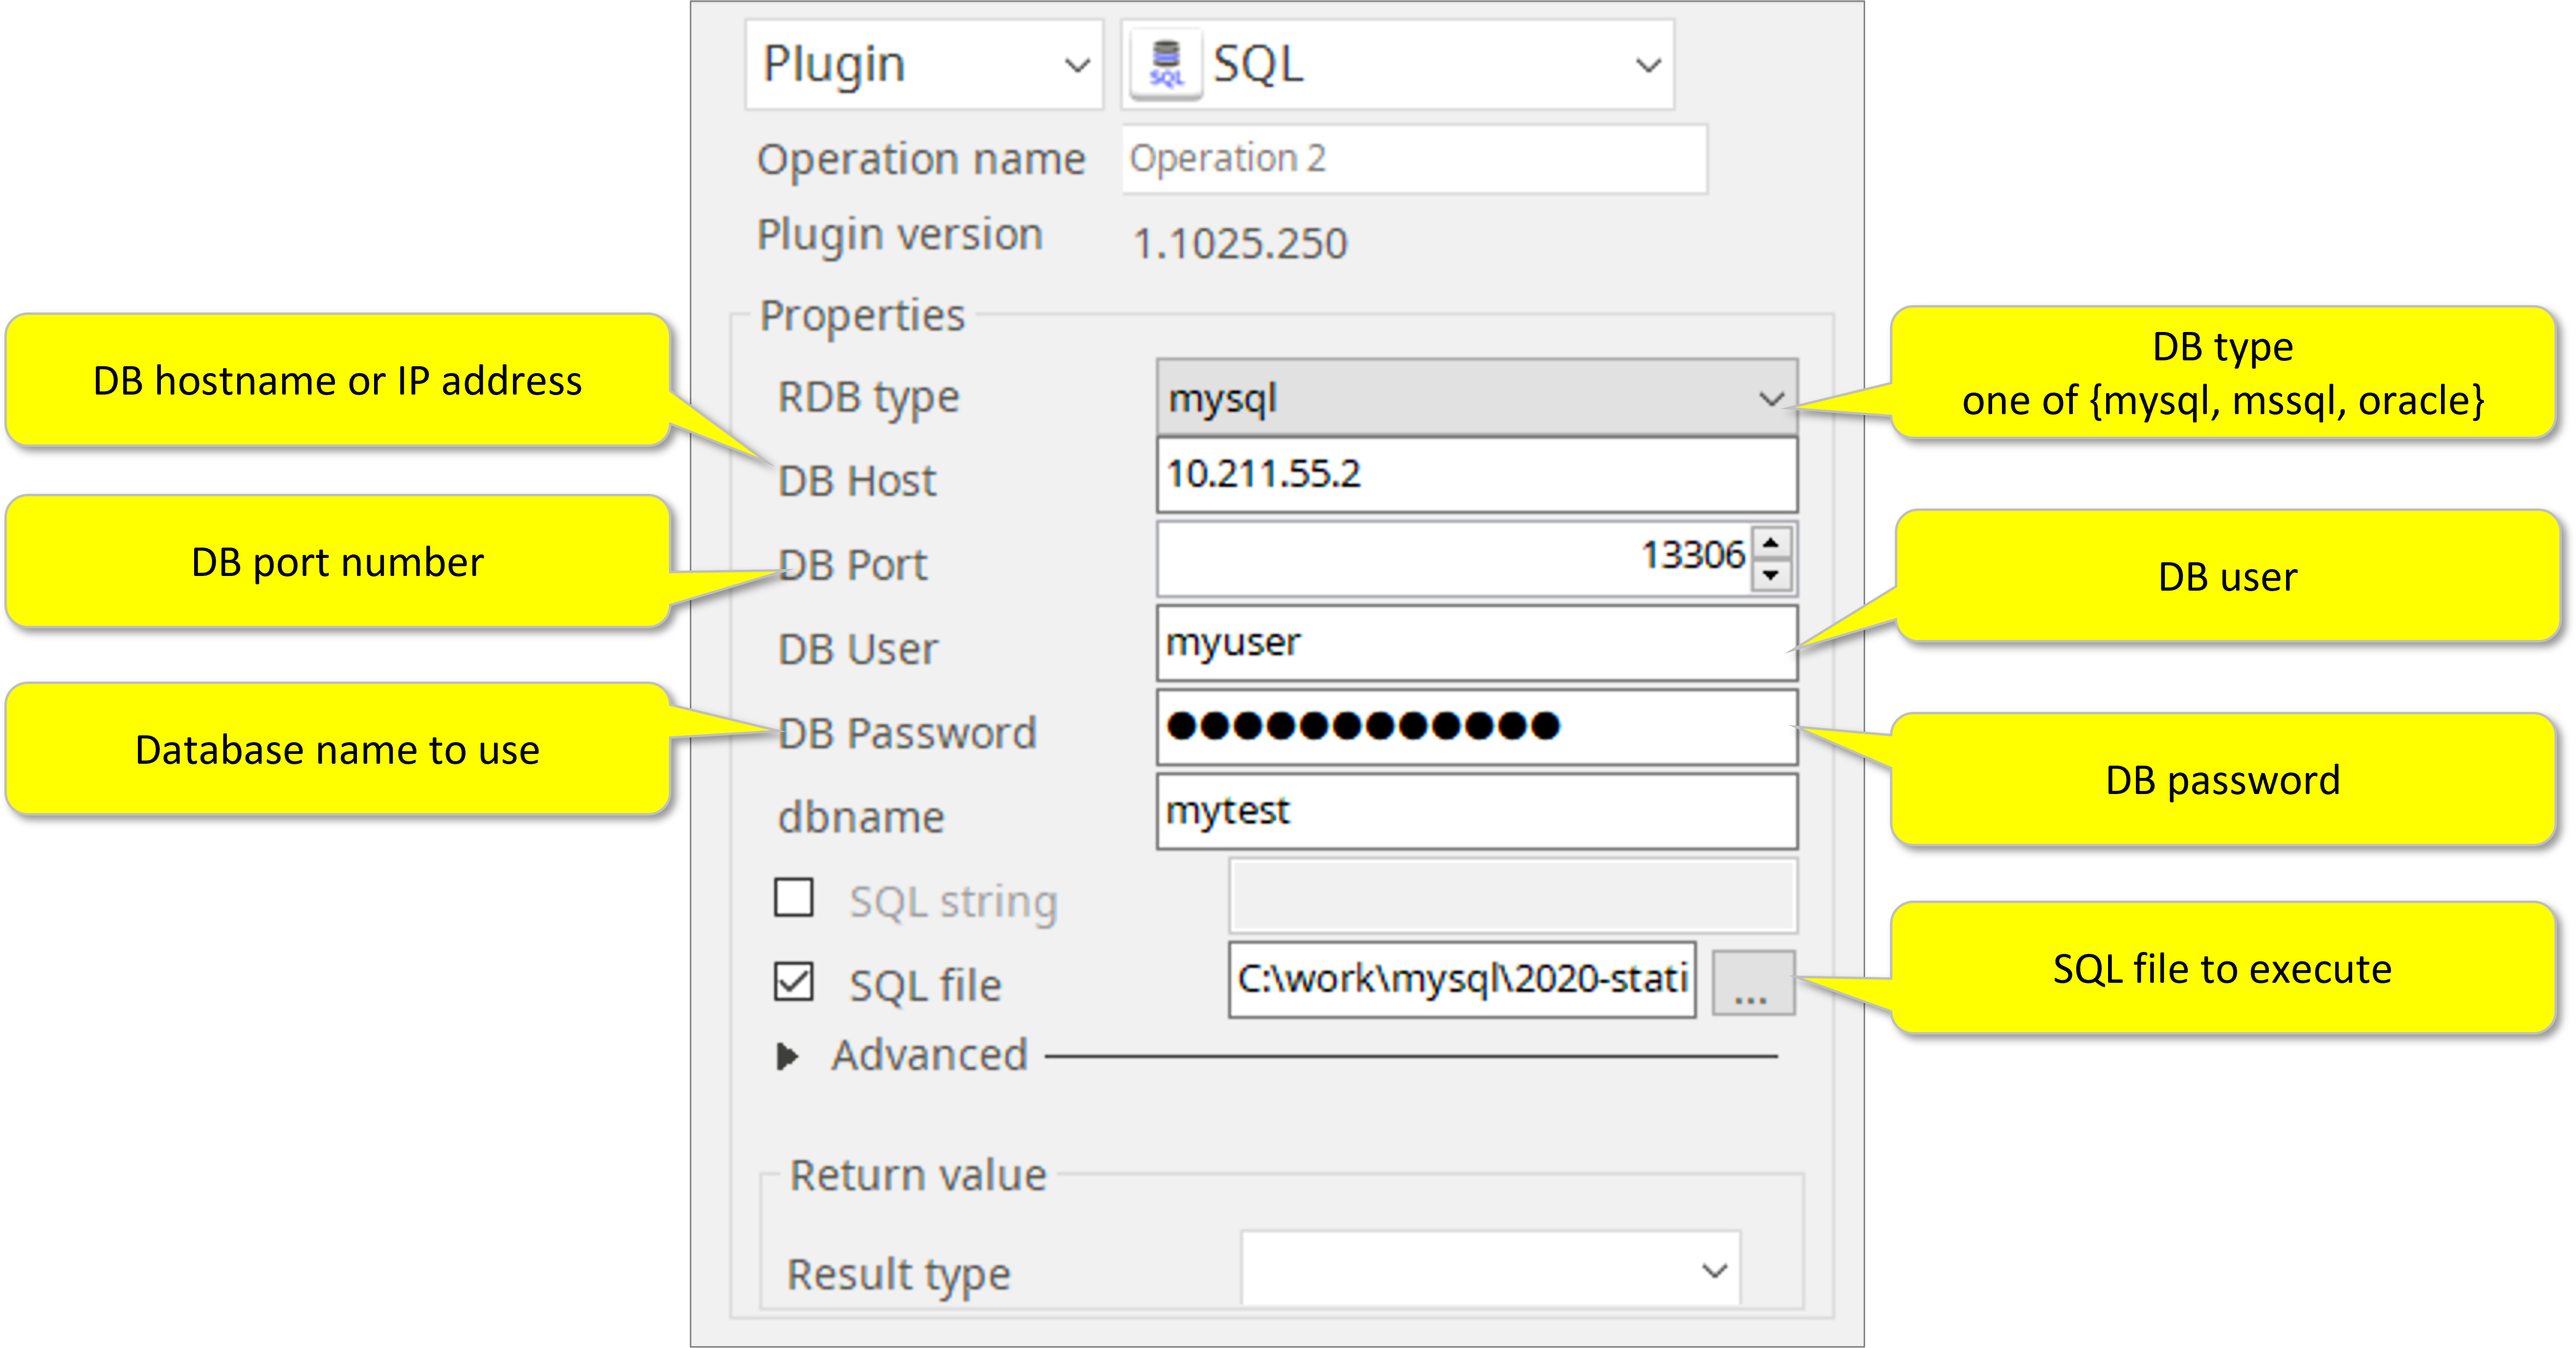 Plugin
SQL
SQL
Operation name
Operation 2
Plugin version
1.1025.250
Properties
DB hostname or IP address
RDB type
mysql
DB type
one of {mysql, mssql, oracle}
DB Host
10.211.55.2
DB port number
DB Port
13306
DB user
DB User
myuser
Database name to use
DB Password
●●●●●●●●●●●●
DB password
dbname
mytest
SQL string
SQL file
C:\work\mysql\2020-stati
...
SQL file to execute
Advanced
Return value
Result type